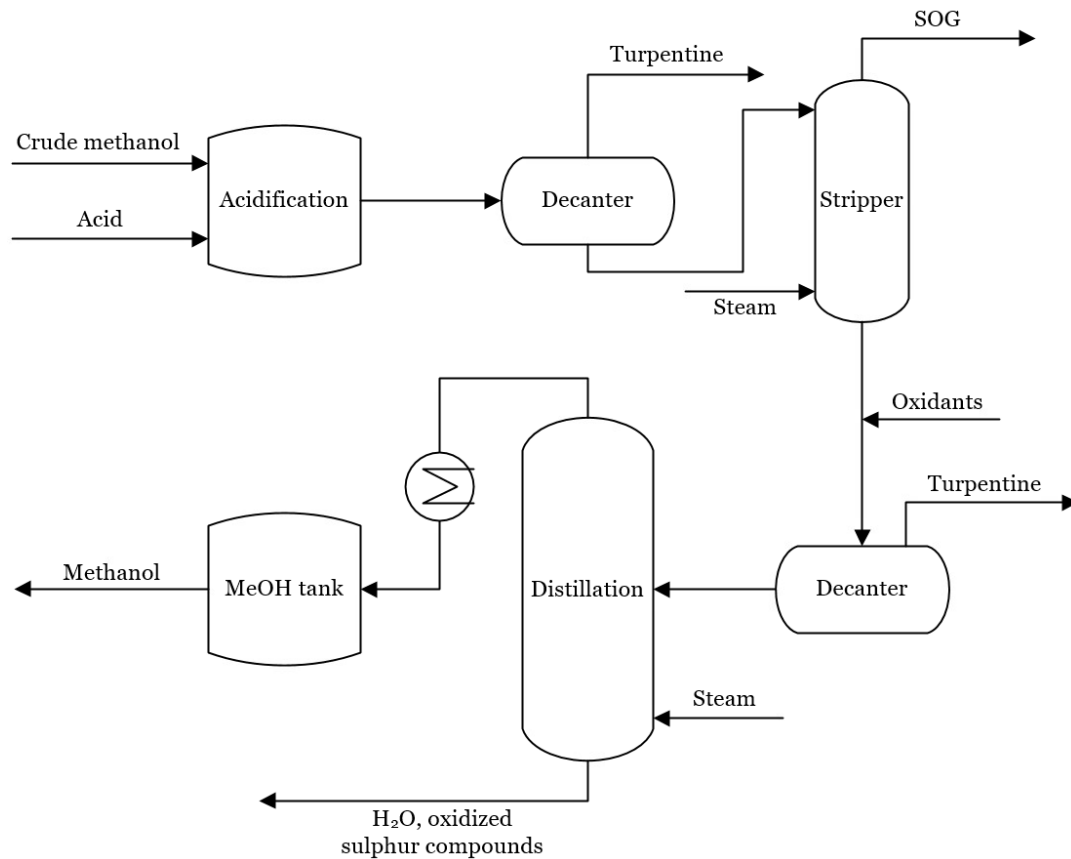 SOG
Turpentine
Crude methanol
Acidification
Decanter
Stripper
Acid
Steam
Oxidants
Turpentine
Methanol
MeOH tank
Distillation
Decanter
Steam
H₂O, oxidized
sulphur compounds